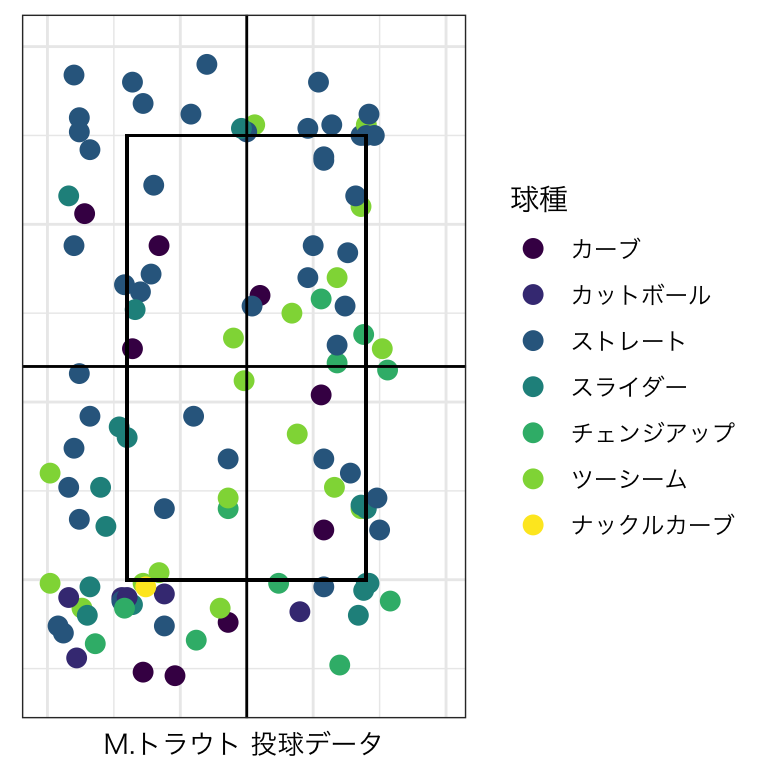 球種
カーブ
カットボール
ストレート
スライダー
チェンジアップ
ツーシーム
ナックルカーブ
M.トラウト 投球データ